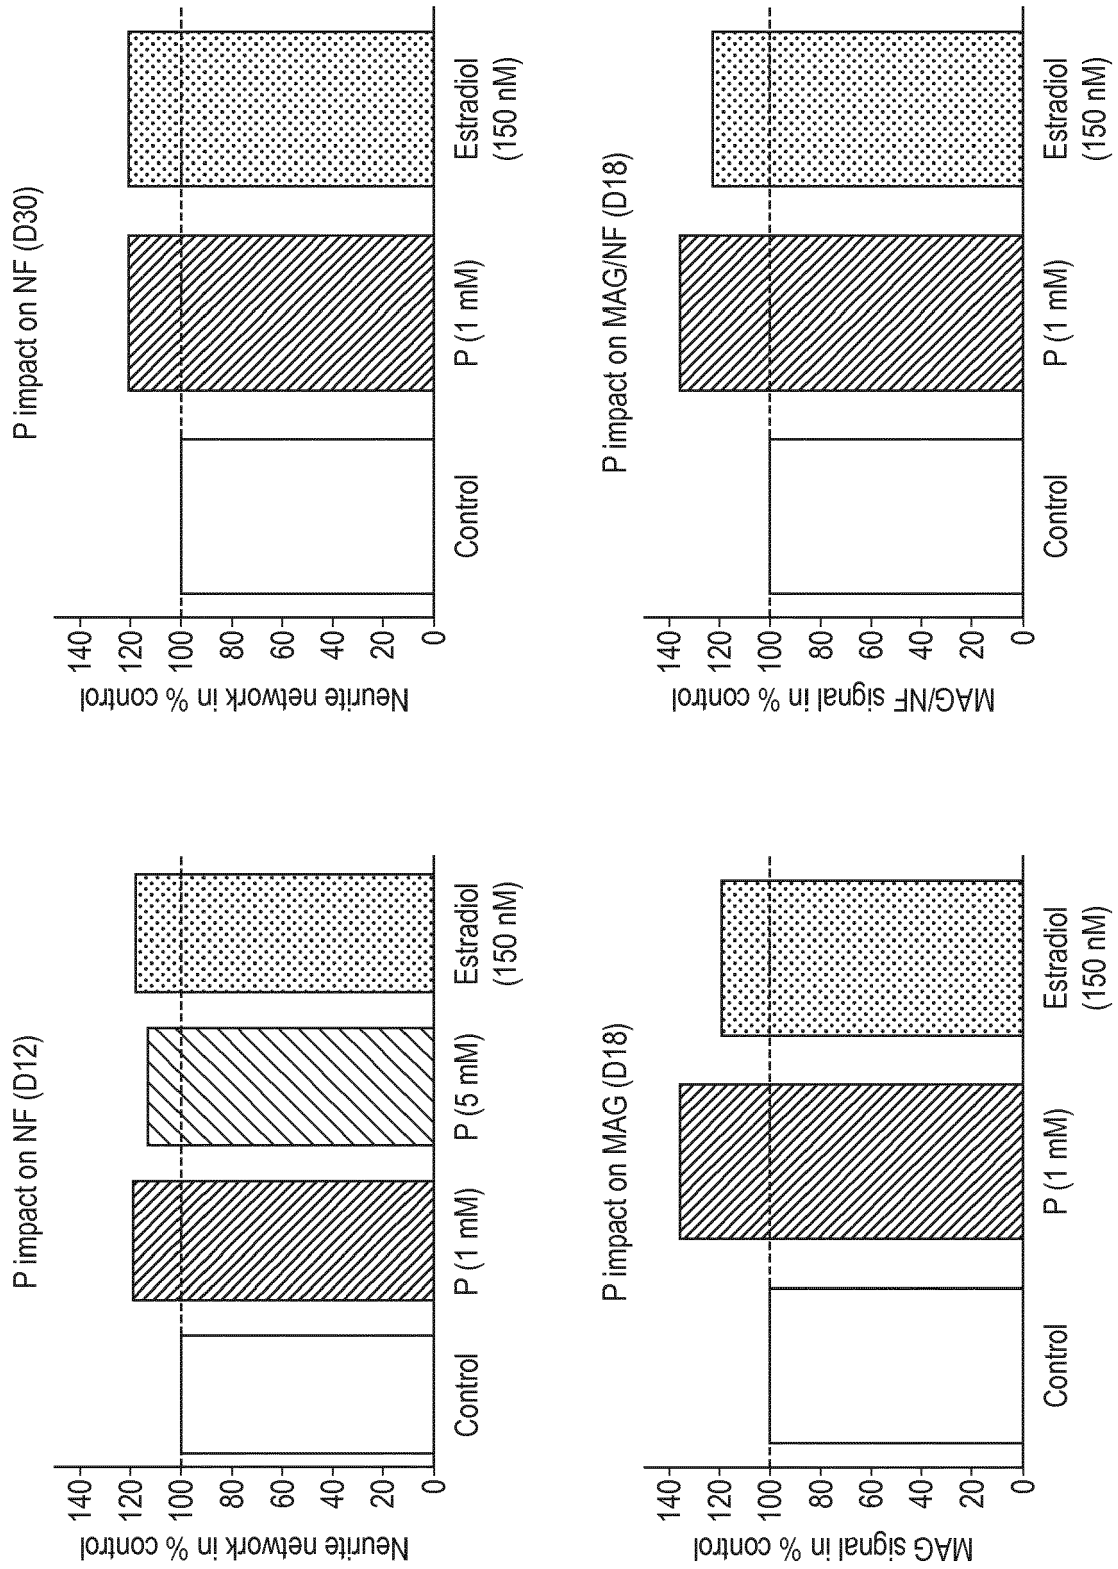 P impact on NF (D12)
Neurite network in % control
140
120
100
80
60
40
20
0
Control
P (1 mM)
P (5 mM)
Estradiol
(150 nM)
P impact on NF (D30)
Neurite network in % control
140
120
100
80
60
40
20
0
Control
P (1 mM)
Estradiol
(150 nM)
P impact on MAG (D18)
MAG signal in % control
140
120
100
80
60
40
20
0
Control
P (1 mM)
Estradiol
(150 nM)
P impact on MAG/NF (D18)
MAG/NF signal in % control
140
120
100
80
60
40
20
0
Control
P (1 mM)
Estradiol
(150 nM)